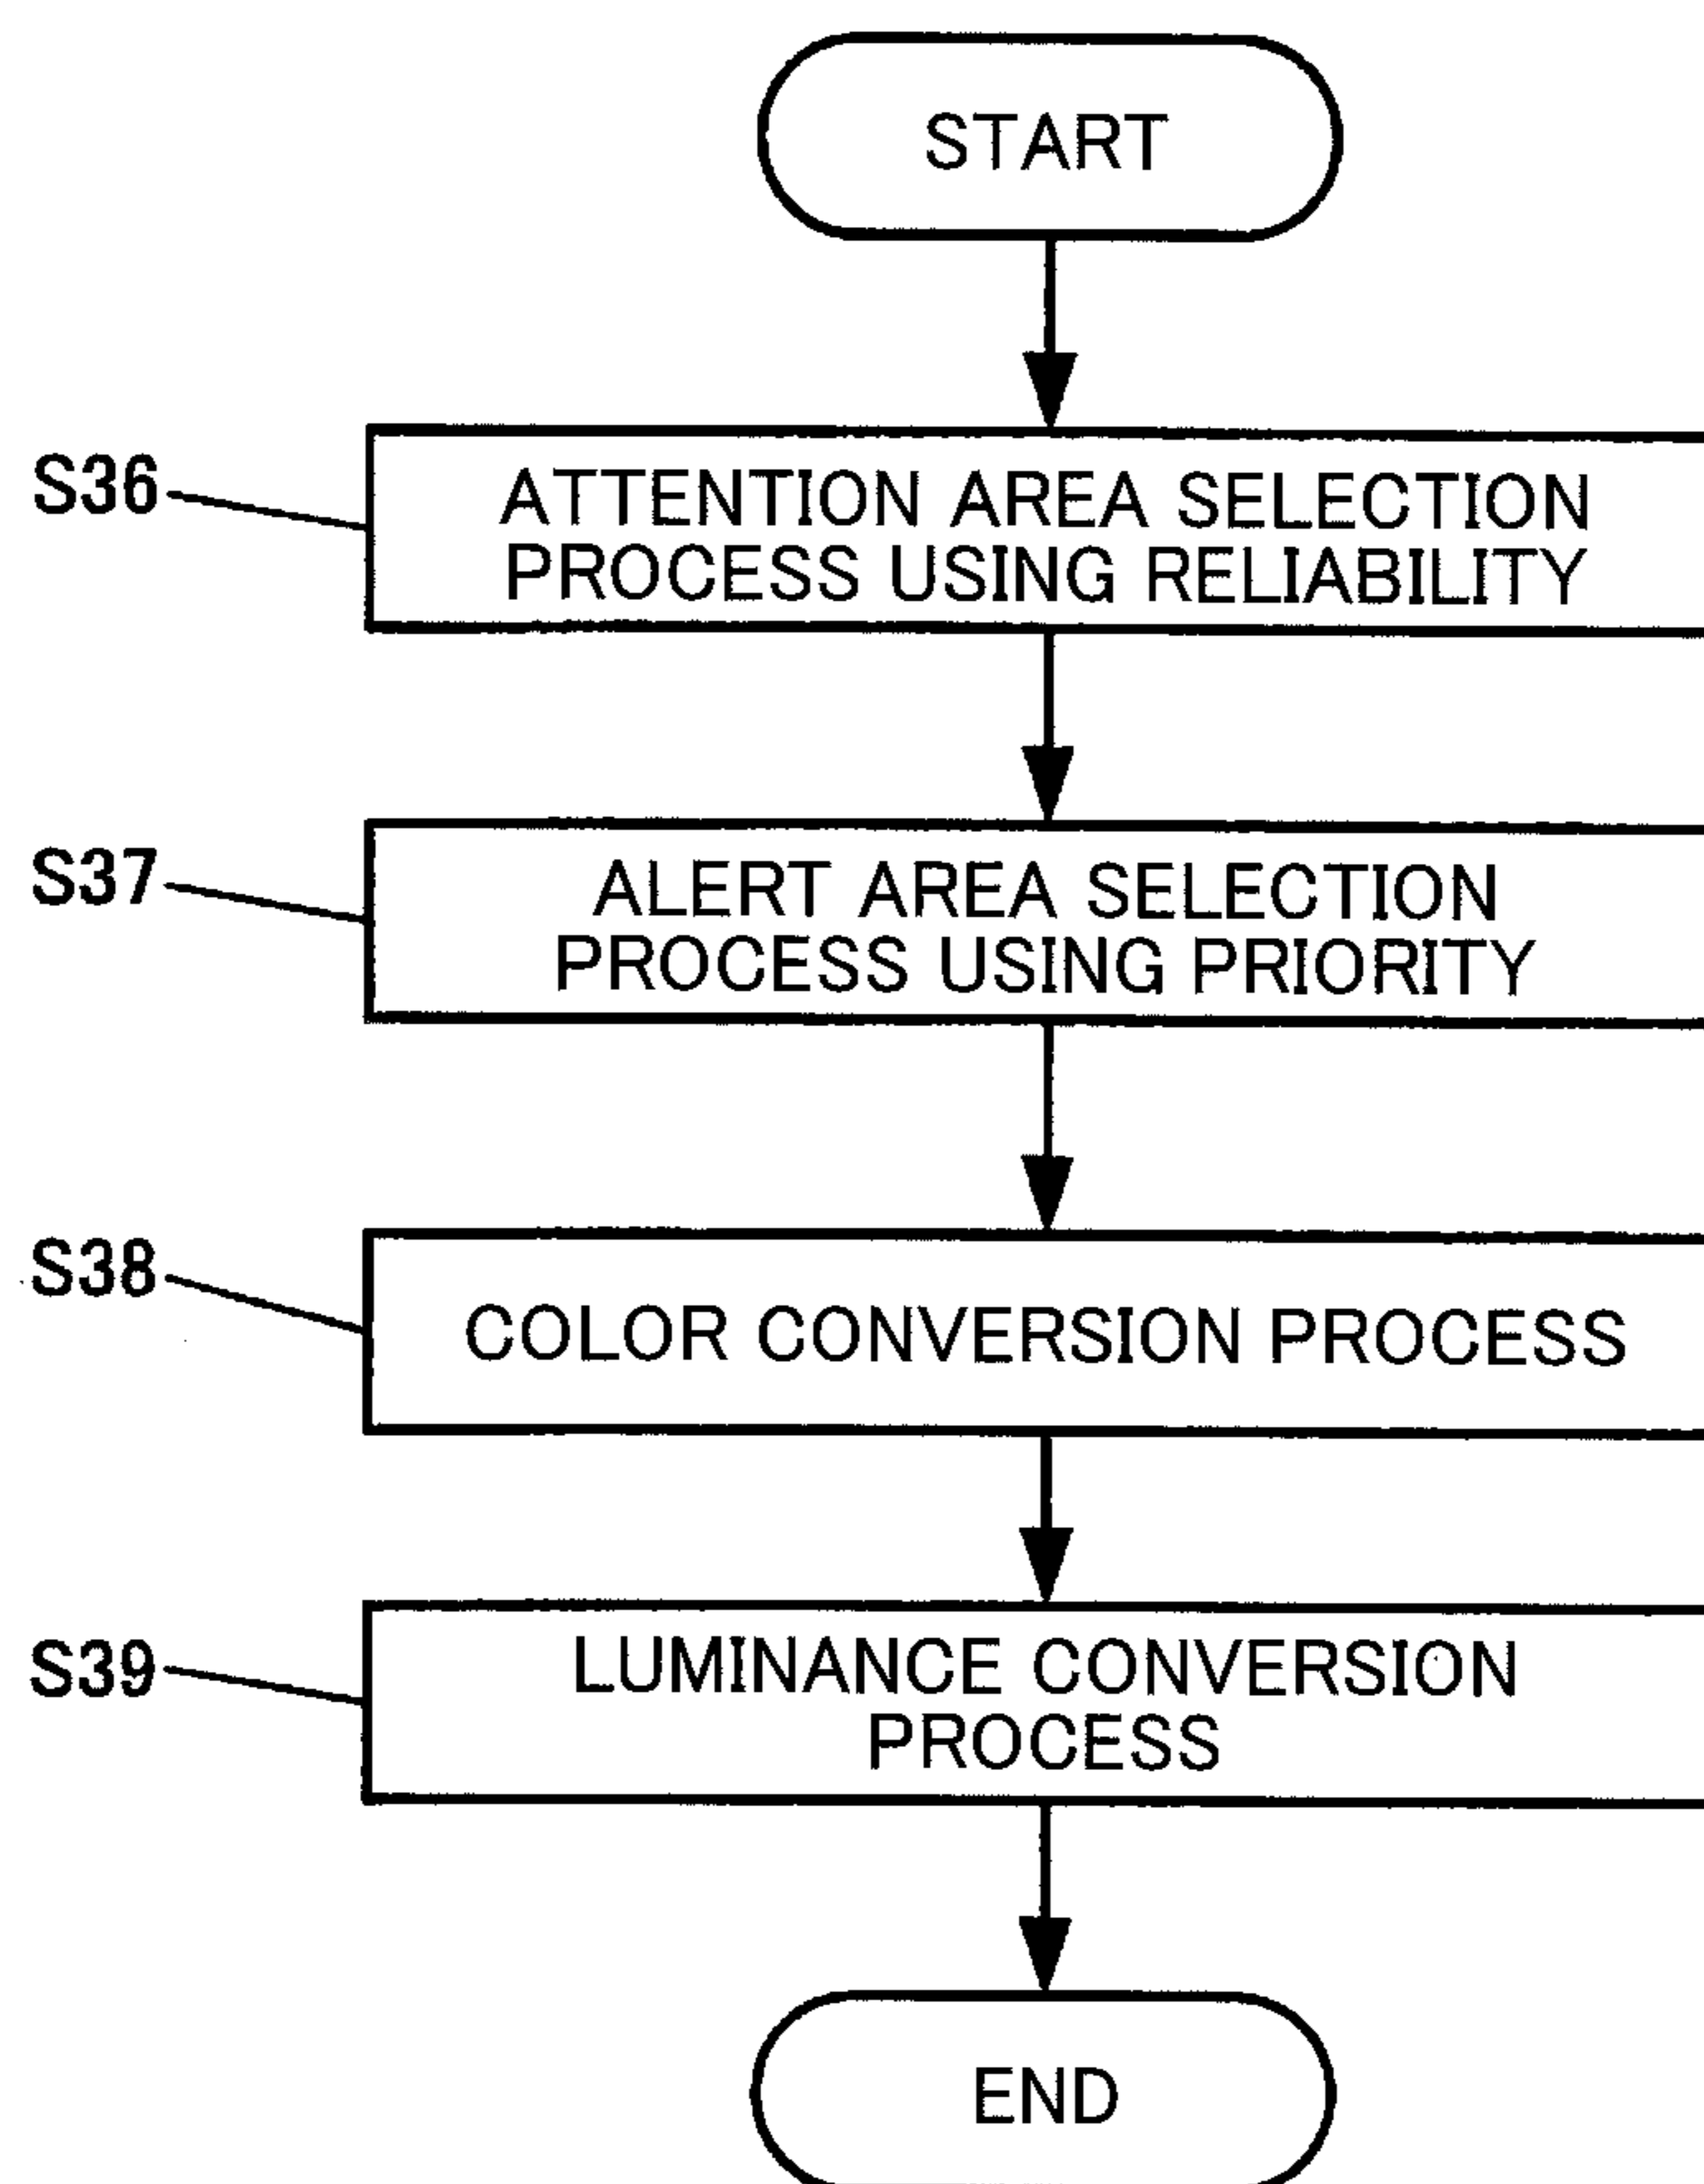 START
S36
ATTENTION AREA SELECTION
PROCESS USING RELIABILITY
S37
ALERT AREA SELECTION
PROCESS USING PRIORITY
S38
COLOR CONVERSION PROCESS
S39
LUMINANCE CONVERSION
PROCESS
END